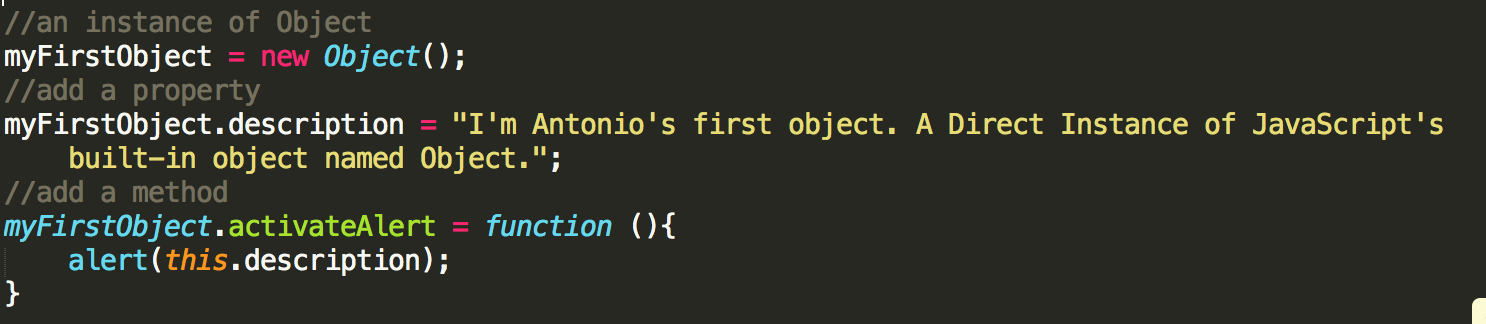 //an instance of Object
myFirstObject = new Object();
//add a property
myFirstObject.description = "I'm Antonio's first object. A Direct Instance of JavaScript's
    built-in object named Object.";
//add a method
myFirstObject.activateAlert = function (){
    alert(this.description);
}